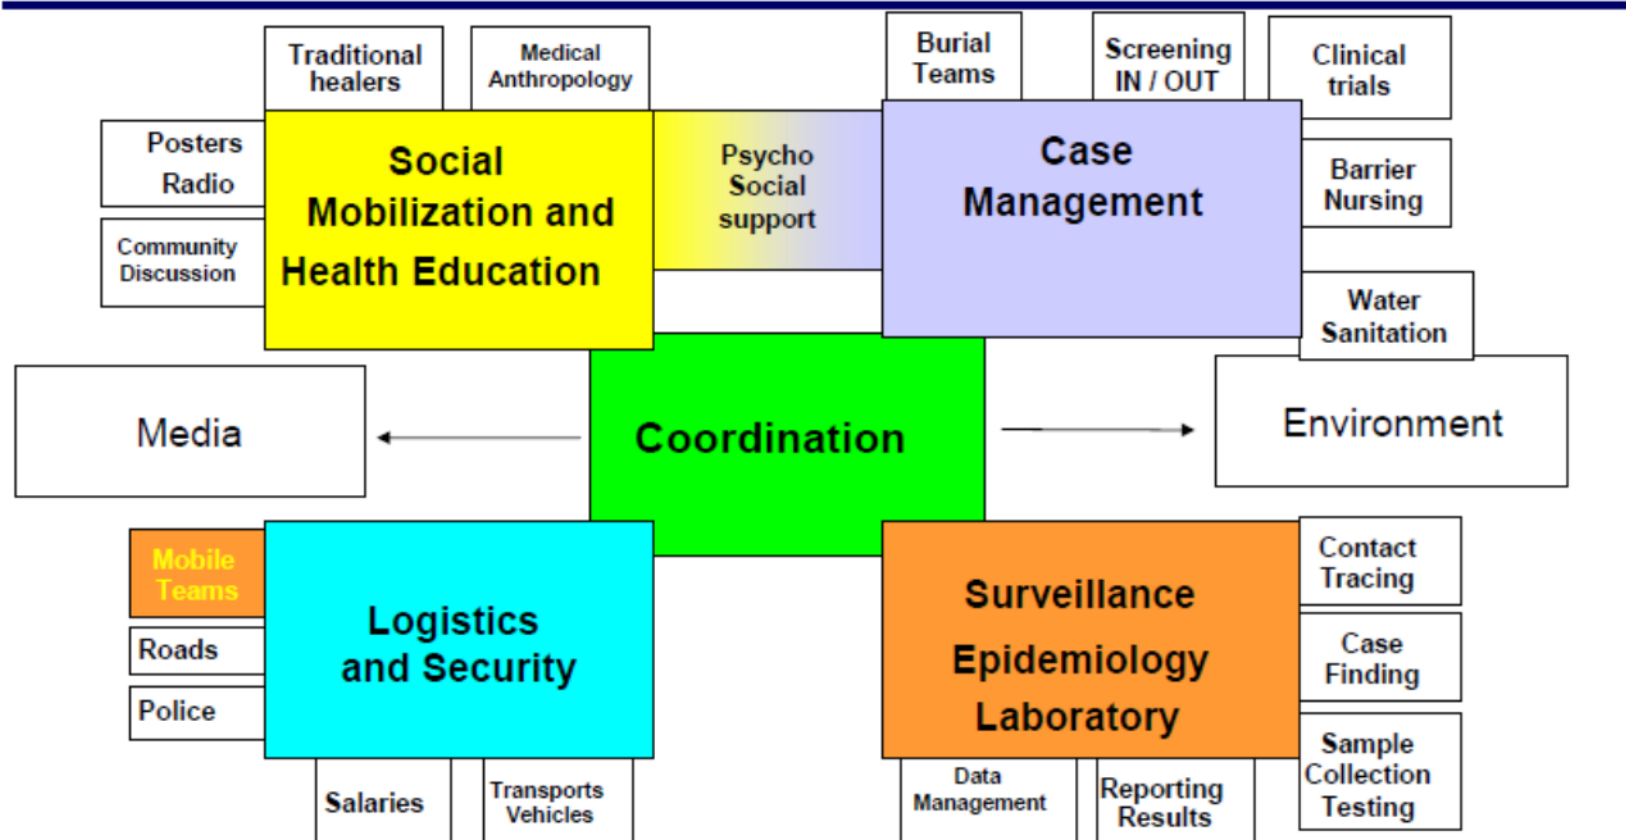 Traditional
healers
Medical
Anthropology
Burial
Teams
Screening
IN / OUT
Clinical
trials
Posters
Radio
Community
Discussion
Social
Mobilization and
Health Education
Psycho
Social
support
Case
Management
Barrier
Nursing
Water
Sanitation
Media
Coordination
Environment
Mobile
Teams
Roads
Police
Logistics
and Security
Salaries
Transports
Vehicles
Surveillance
Epidemiology
Laboratory
Contact
Tracing
Case
Finding
Sample
Collection
Testing
Data
Management
Reporting
Results